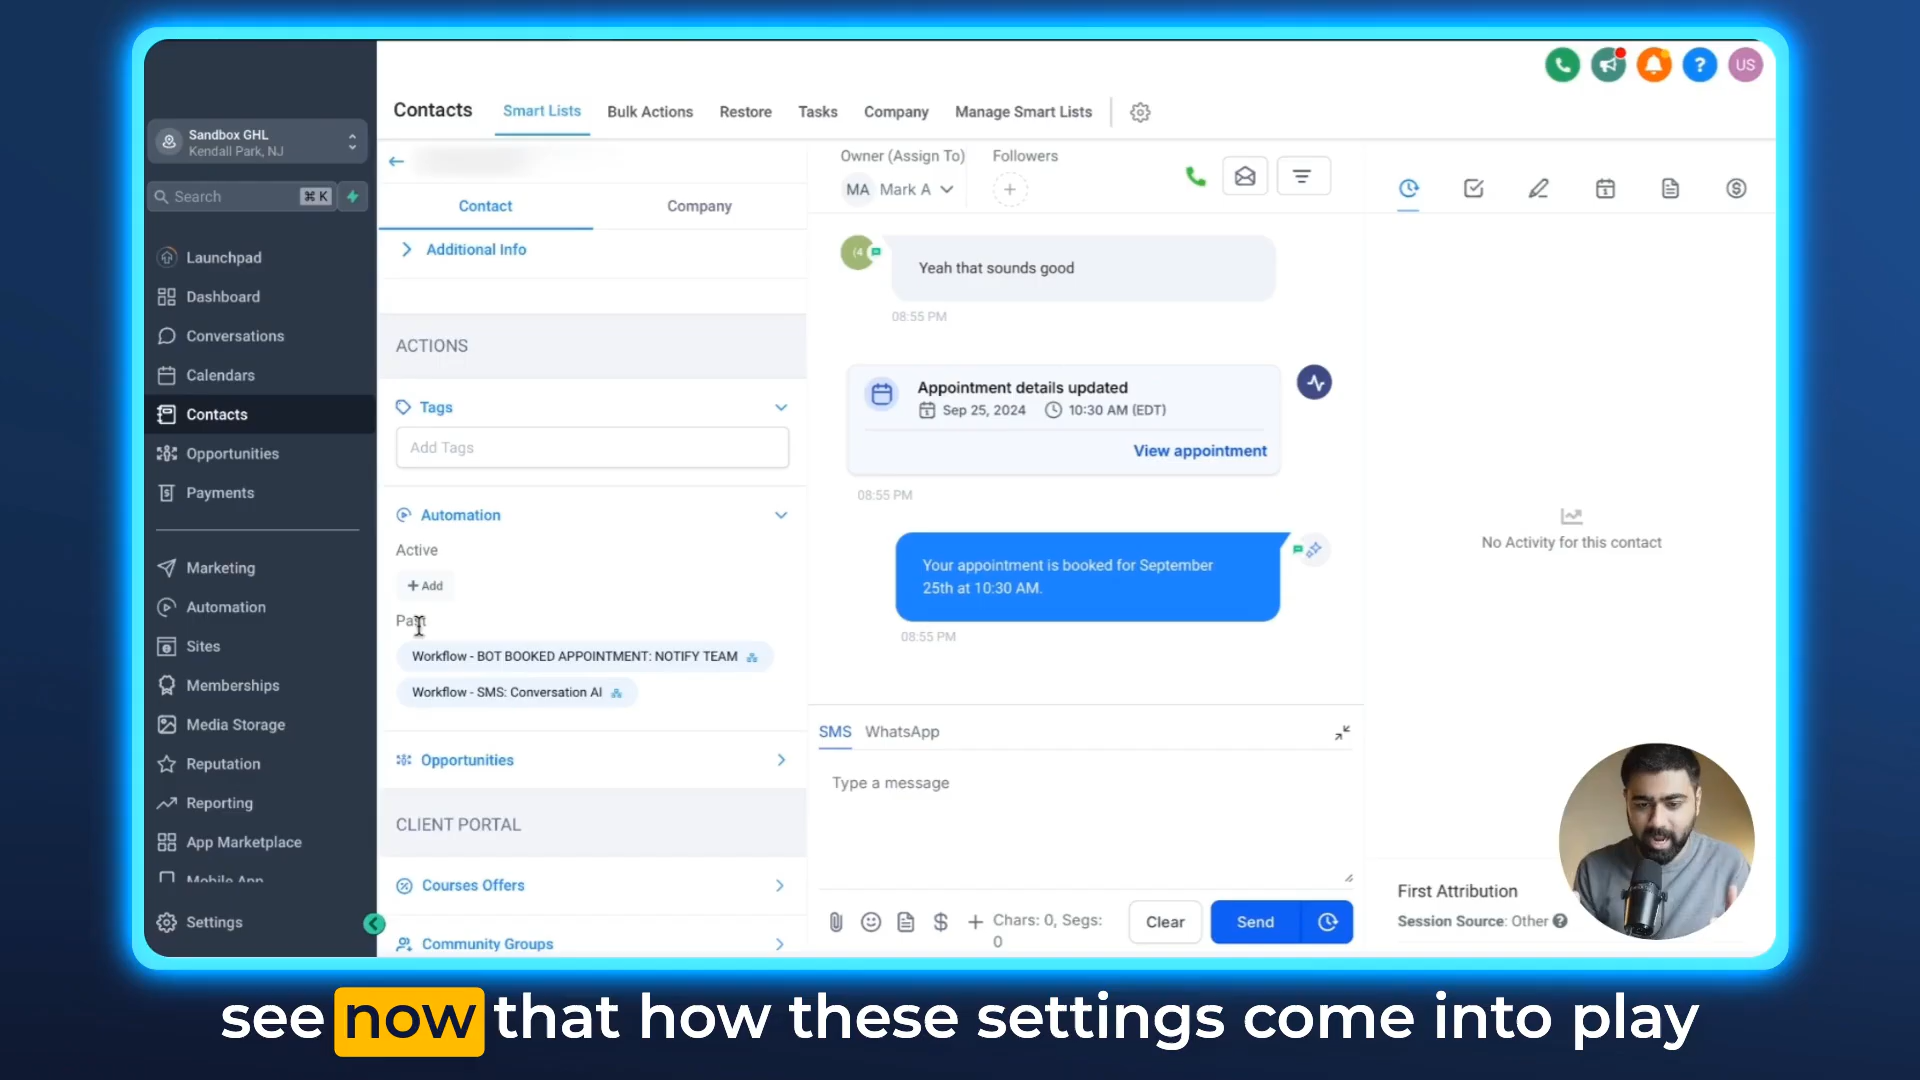 Sandbox GHL
Kendall Park, NJ
Search
⌘ K
Launchpad
Dashboard
Conversations
Calendars
Contacts
Opportunities
Payments
Marketing
Automation
Sites
Memberships
Media Storage
Reputation
Reporting
App Marketplace
Mobile App
Settings
Contacts
Smart Lists
Bulk Actions
Restore
Tasks
Company
Manage Smart Lists
US
Contact
Company
Additional Info
ACTIONS
Tags
Add Tags
Automation
Active
+ Add
Past
Workflow - BOT BOOKED APPOINTMENT: NOTIFY TEAM
Workflow - SMS: Conversation AI
Opportunities
CLIENT PORTAL
Courses Offers
Community Groups
Owner (Assign To)
Followers
MA Mark A
(4
Yeah that sounds good
08:55 PM
Appointment details updated
Sep 25, 2024 10:30 AM (EDT)
View appointment
08:55 PM
Your appointment is booked for September
25th at 10:30 AM.
08:55 PM
SMS WhatsApp
Type a message
Chars: 0, Segs:
0
Clear
Send
No Activity for this contact
First Attribution
Session Source: Other
see now that how these settings come into play